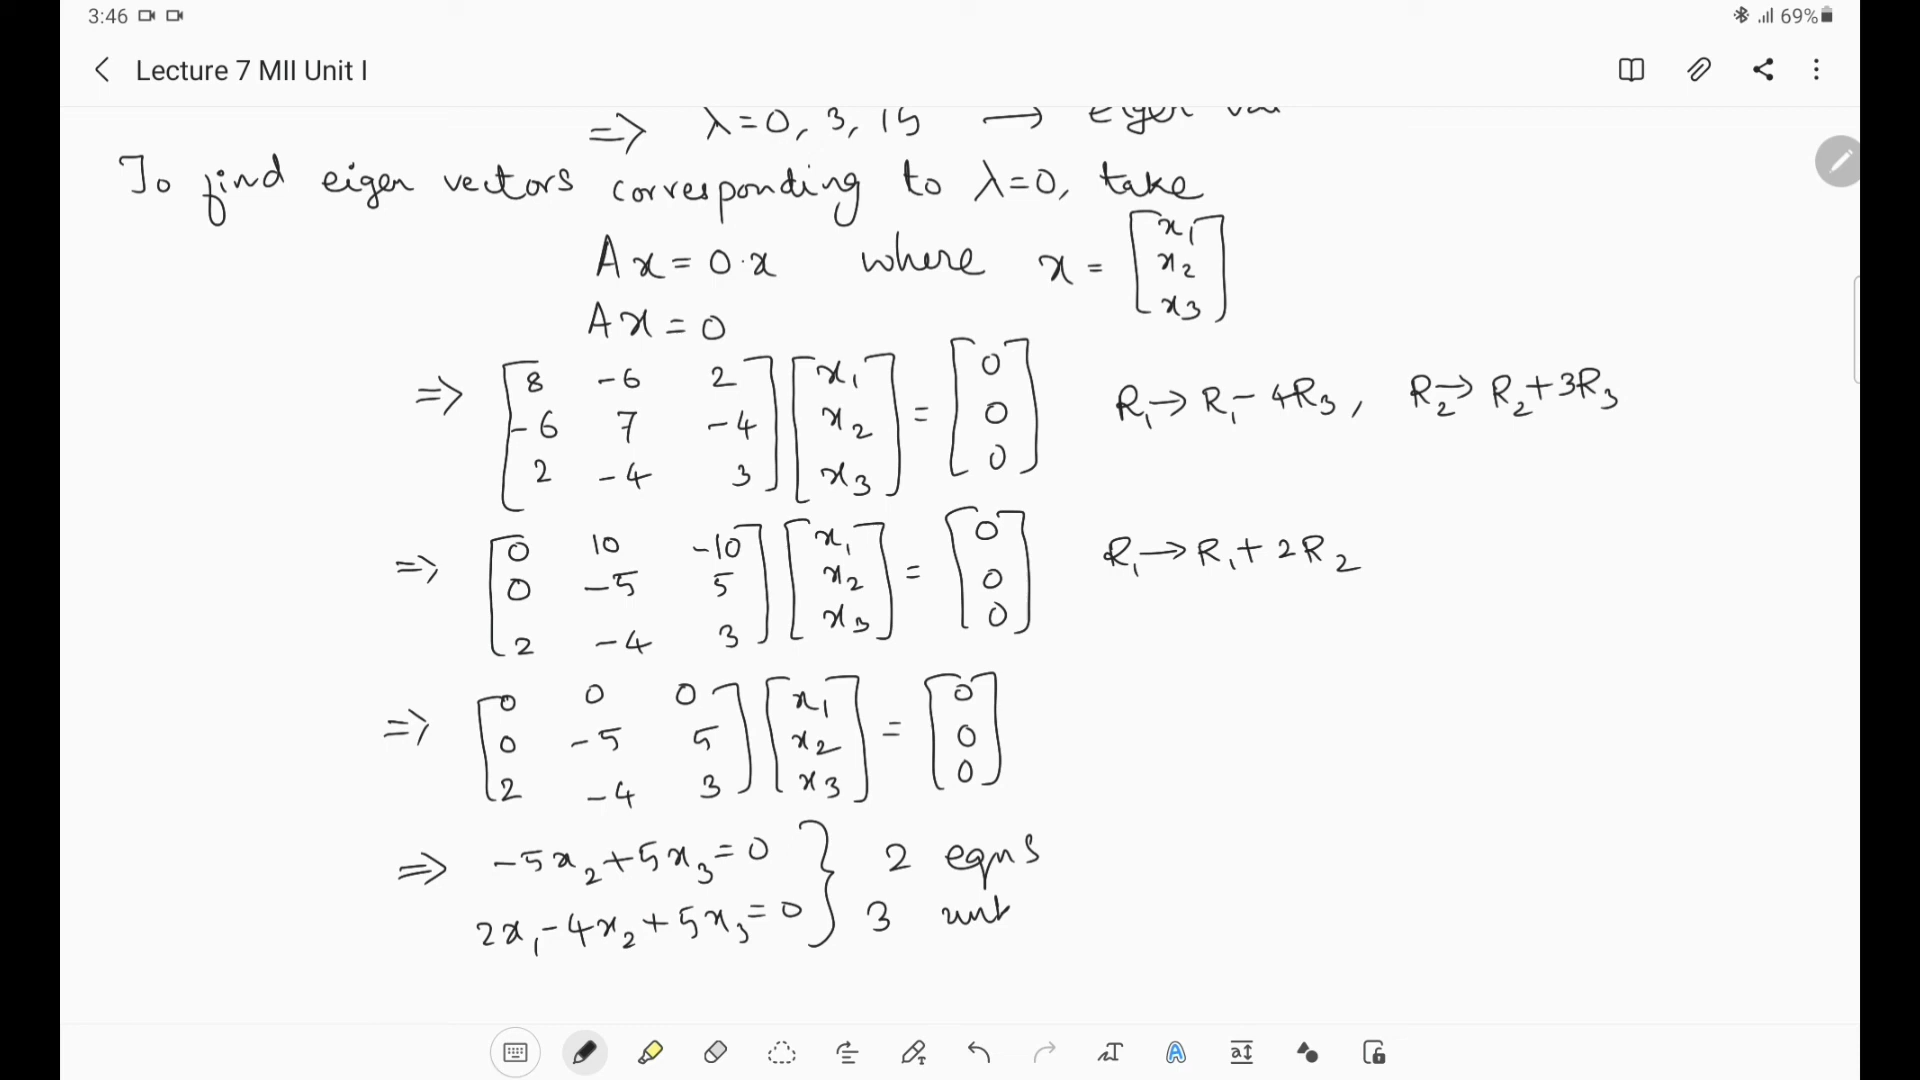 3:46 69%
Lecture 7 MII Unit I
=> λ=0, 3, 15 → eigen val
To find eigen vectors corresponding to λ=0, take
Ax = 0·x where x = [x1 x2 x3]
Ax = 0
=> [8 -6 2; -6 7 -4; 2 -4 3] [x1; x2; x3] = [0; 0; 0] R1→R1-4R3, R2→R2+3R3
=> [0 10 -10; 0 -5 5; 2 -4 3] [x1; x2; x3] = [0; 0; 0] R1→R1+2R2
=> [0 0 0; 0 -5 5; 2 -4 3] [x1; x2; x3] = [0; 0; 0]
=> -5x2+5x3=0 } 2 eqns
2x1-4x2+5x3=0 } 3 unk